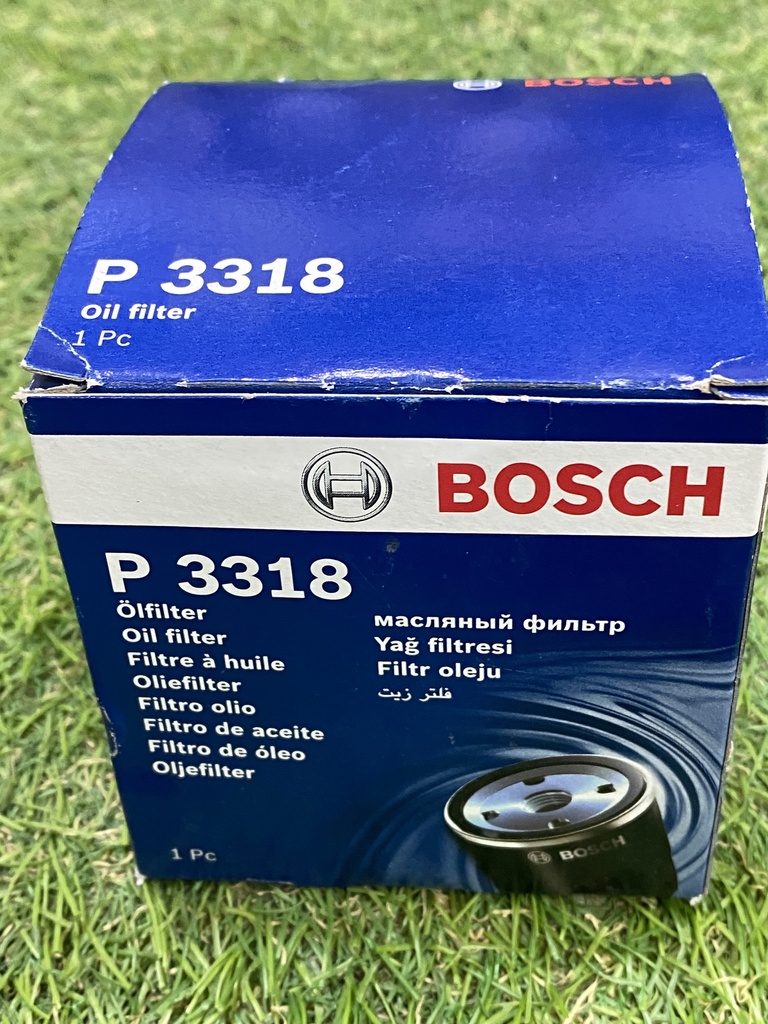 BOSCH
P 3318
Oil filter
1 Pc
BOSCH
P 3318
Ölfilter
Oil filter
Filtre à huile
Oliefilter
Filtro olio
Filtro de aceite
Filtro de óleo
Oljefilter
масляный фильтр
Yağ filtresi
Filtr oleju
فلتر زيت
BOSCH
1 Pc